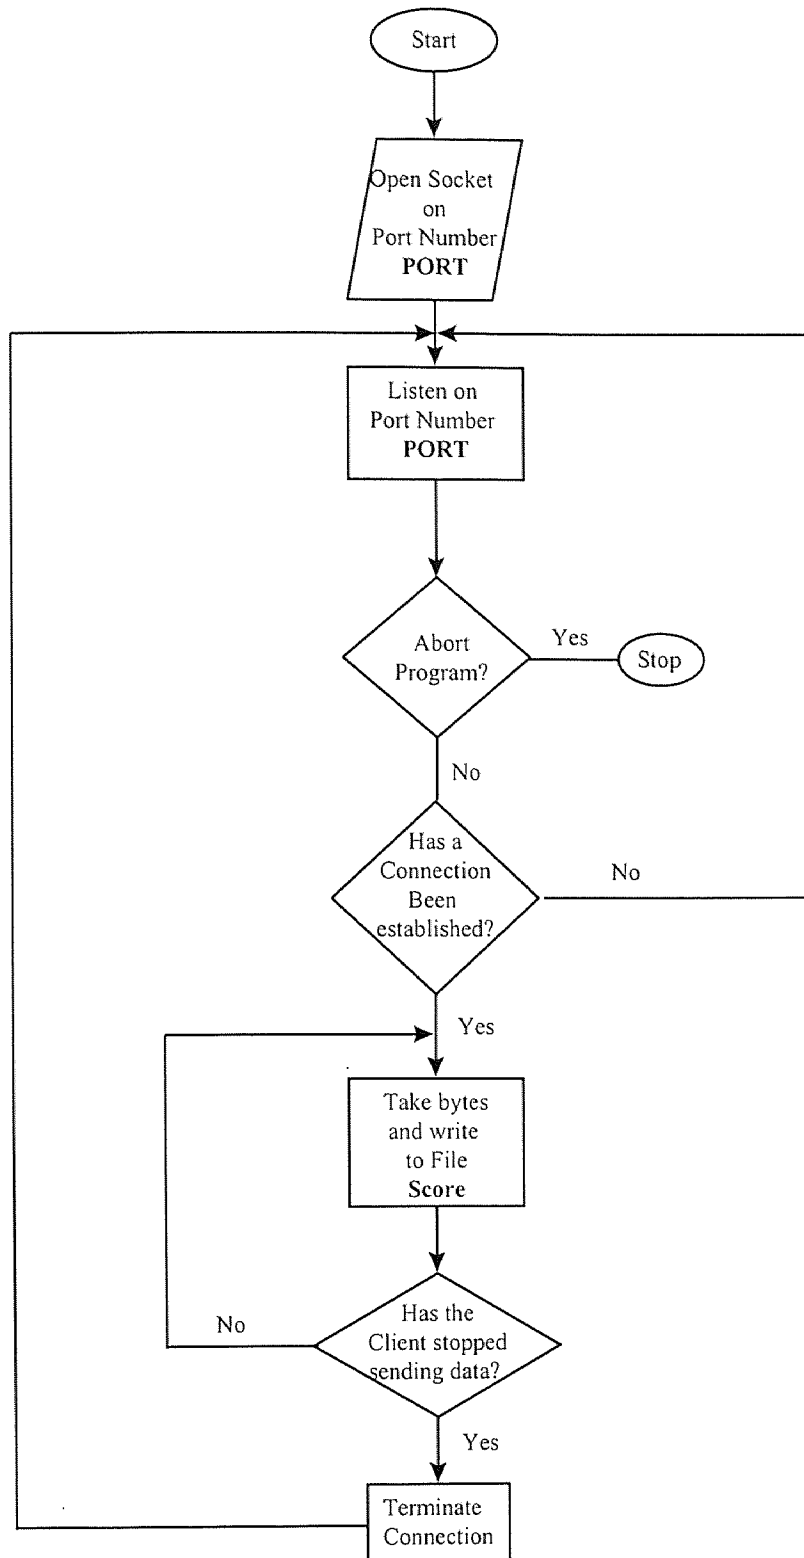 Start
Open Socket
on
Port Number
PORT
Listen on
Port Number
PORT
Abort
Program?
Yes
Stop
No
Has a
Connection
Been
established?
No
Yes
Take bytes
and write
to File
Score
Has the
Client stopped
sending data?
No
Yes
Terminate
Connection